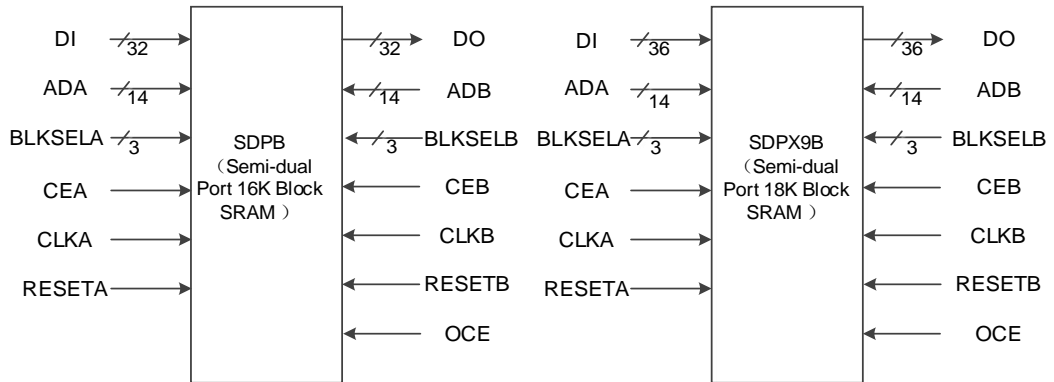 DI
32
ADA
14
BLKSELA
3
CEA
CLKA
RESETA
SDPB
（Semi-dual
Port 16K Block
SRAM ）
32
DO
14
ADB
3
BLKSELB
CEB
CLKB
RESETB
OCE
DI
36
ADA
14
BLKSELA
3
CEA
CLKA
RESETA
SDPX9B
（Semi-dual
Port 18K Block
SRAM ）
36
DO
14
ADB
3
BLKSELB
CEB
CLKB
RESETB
OCE